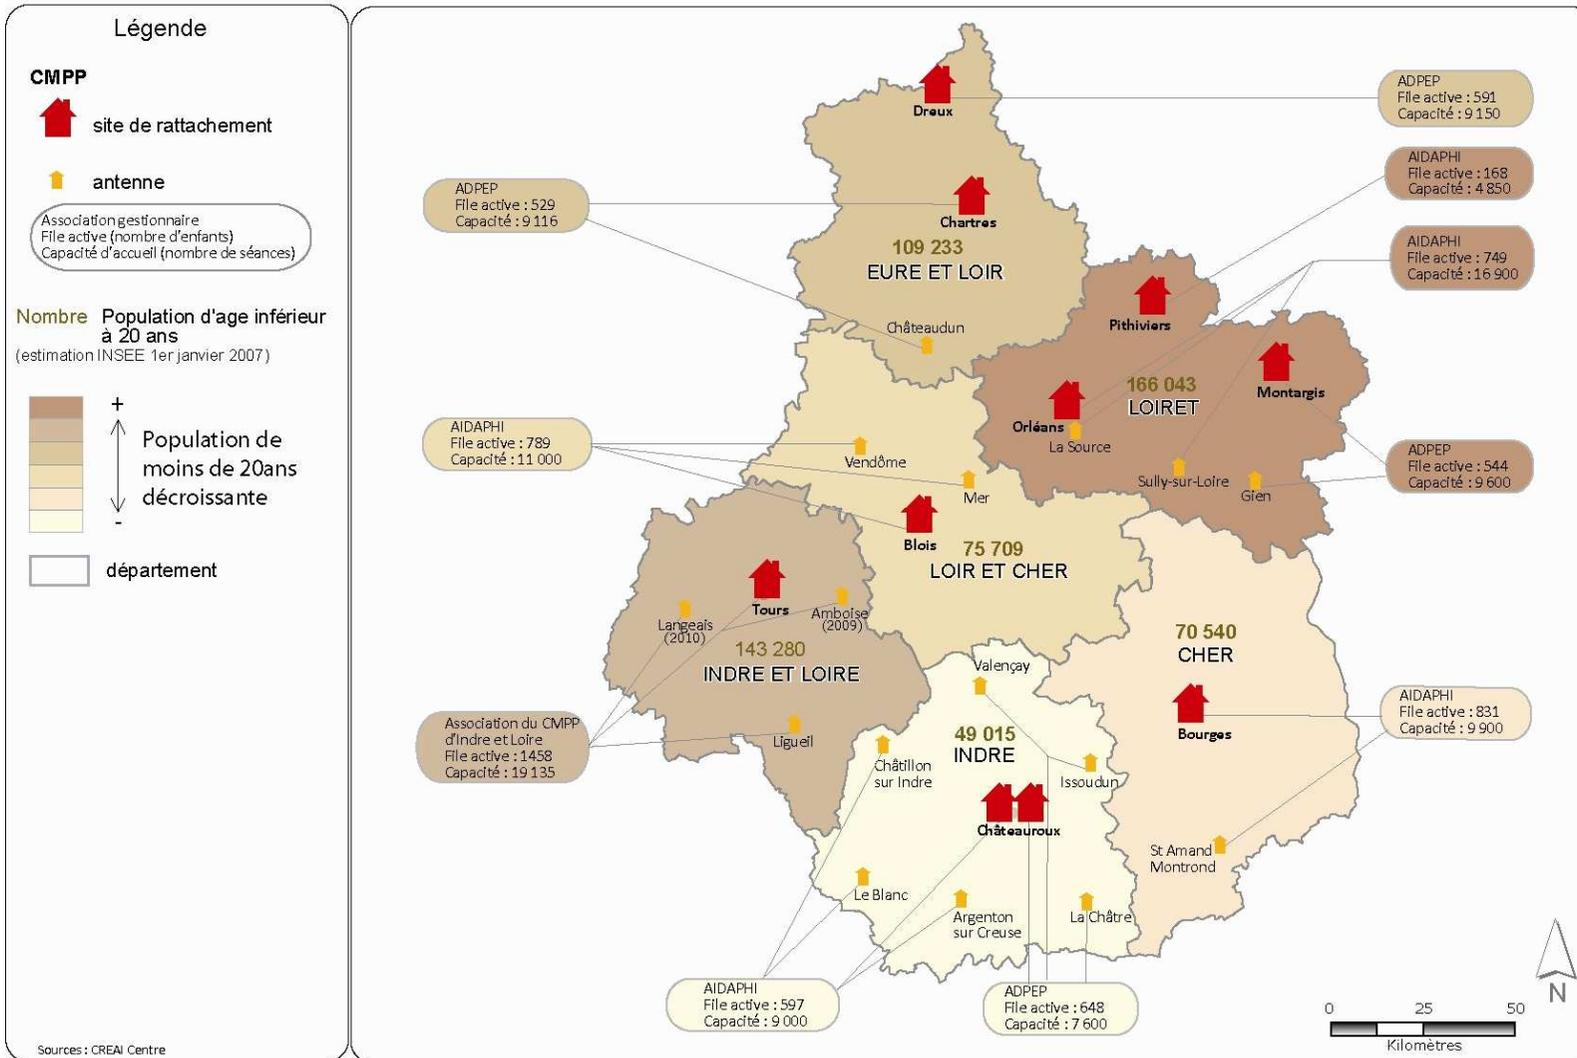 Légende
CMPP
site de rattachement
antenne
Association gestionnaire
File active (nombre d'enfants)
Capacité d'accueil (nombre de séances)
Nombre Population d'age inférieur
à 20 ans
(estimation INSEE 1er janvier 2007)
+
Population de
moins de 20ans
décroissante
-
département
Sources : CREAI Centre
Dreux
ADPEP
File active : 591
Capacité : 9 150
AIDAPHI
File active : 168
Capacité : 4 850
ADPEP
File active : 529
Capacité : 9 116
Chartres
109 233
EURE ET LOIR
AIDAPHI
File active : 749
Capacité : 16 900
Pithiviers
Châteaudun
166 043
LOIRET
Montargis
Orléans
La Source
AIDAPHI
File active : 789
Capacité : 11 000
Vendôme
Mer
Sully-sur-Loire
Gien
ADPEP
File active : 544
Capacité : 9 600
Blois
75 709
LOIR ET CHER
Tours
Langeais
(2010)
Amboise
(2009)
143 280
INDRE ET LOIRE
70 540
CHER
Valençay
Association du CMPP
d'Indre et Loire
File active : 1458
Capacité : 19 135
Ligueil
49 015
INDRE
Châtillon
sur Indre
Issoudun
Bourges
AIDAPHI
File active : 831
Capacité : 9 900
Châteauroux
St Amand
Montrond
Le Blanc
Argenton
sur Creuse
La Châtre
AIDAPHI
File active : 597
Capacité : 9 000
ADPEP
File active : 648
Capacité : 7 600
N
0 25 50
Kilomètres